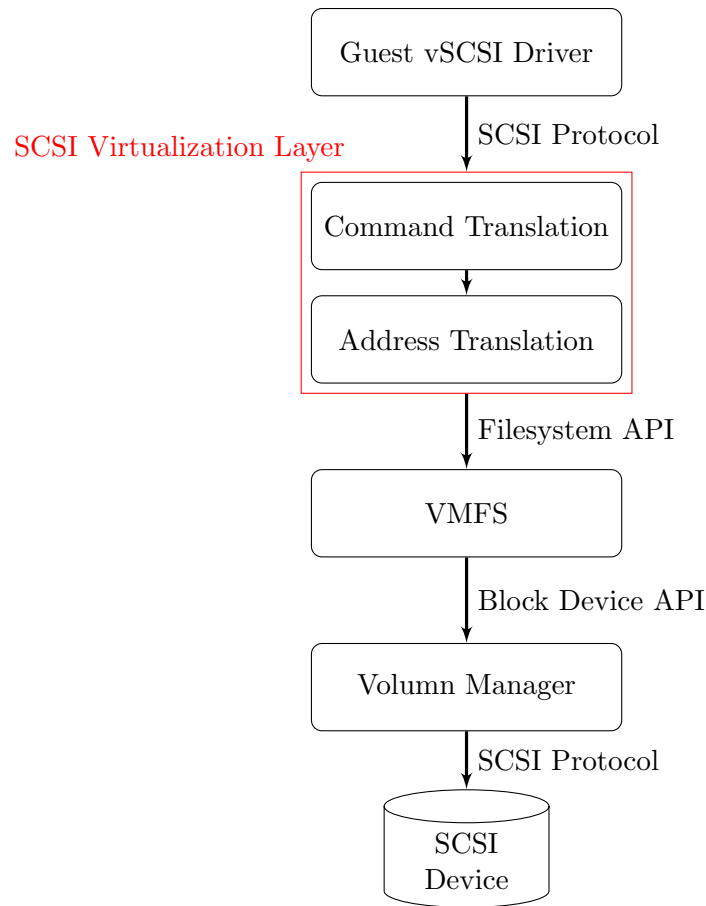 Guest vSCSI Driver
SCSI Protocol
SCSI Virtualization Layer
Command Translation
Address Translation
Filesystem API
VMFS
Block Device API
Volumn Manager
SCSI Protocol
SCSI
Device